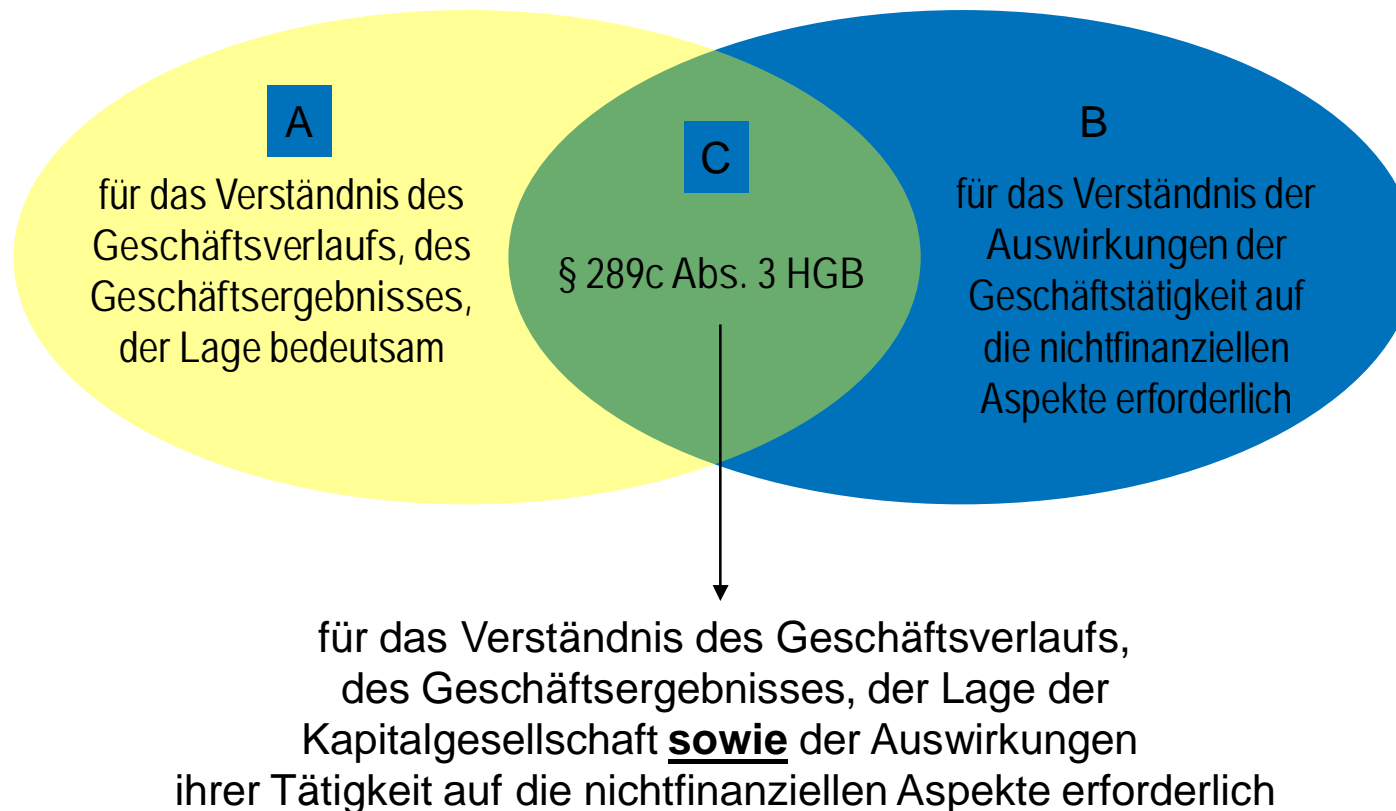 A
für das Verständnis des
Geschäftsverlaufs, des
Geschäftsergebnisses,
der Lage bedeutsam
C
§ 289c Abs. 3 HGB
B
für das Verständnis der
Auswirkungen der
Geschäftstätigkeit auf
die nichtfinanziellen
Aspekte erforderlich
für das Verständnis des Geschäftsverlaufs,
des Geschäftsergebnisses, der Lage der
Kapitalgesellschaft sowie der Auswirkungen
ihrer Tätigkeit auf die nichtfinanziellen Aspekte erforderlich